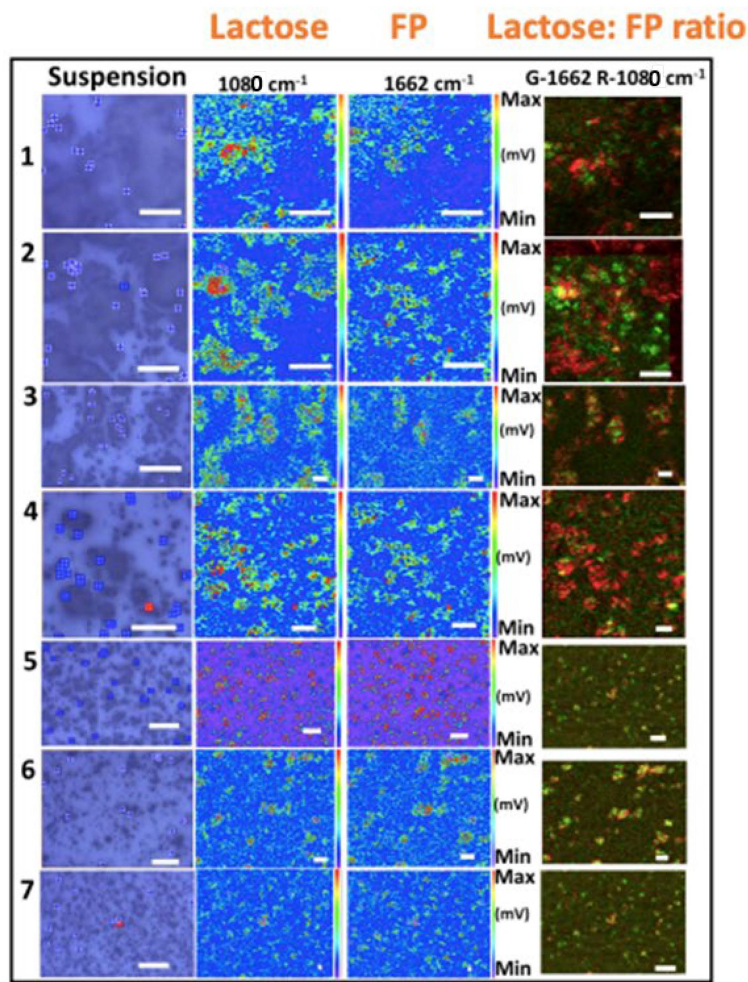 Lactose FP Lactose: FP ratio
Suspension 1080 cm⁻¹ 1662 cm⁻¹ G-1662 R-1080 cm⁻¹
1 Max
(mV)
Min
2 Max
(mV)
Min
3 Max
(mV)
Min
4 Max
(mV)
Min
5 Max
(mV)
Min
6 Max
(mV)
Min
7 Max
(mV)
Min